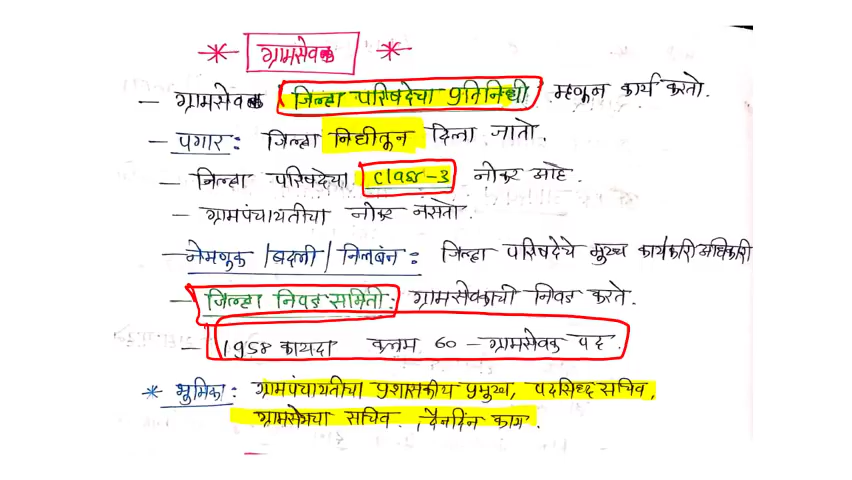 * ग्रामसेवक *
- ग्रामसेवक जिल्हा परिषदेचा प्रतिनिधी म्हणून कार्य करतो.
- पगार : जिल्हा निधीतून दिला जातो.
- जिल्हा परिषदेचा class-3 नोकर आहे.
- ग्रामपंचायतीचा नोकर नसतो.
- नेमणूक / बदली / निलबंन : जिल्हा परिषदेचे मुख्य कार्यकारी अधिकारी
- जिल्हा निवड समिती : ग्रामसेवकाची निवड करते.
- 1958 कायदा कलम 60 - ग्रामसेवक पद.
* भुमिका : ग्रामपंचायतीचा प्रशासकीय प्रमुख, पदसिध्द सचिव,
ग्रामसभेचा सचिव, दैनंदिन काम.